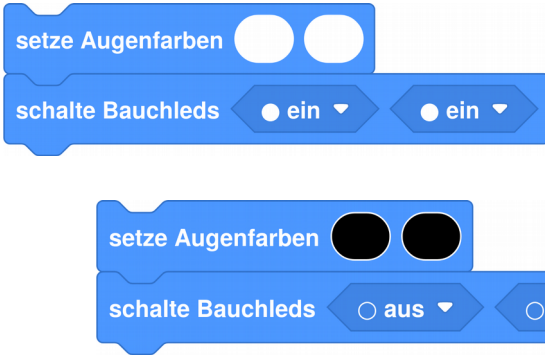 setze Augenfarben
schalte Bauchleds ein ein
setze Augenfarben
schalte Bauchleds aus